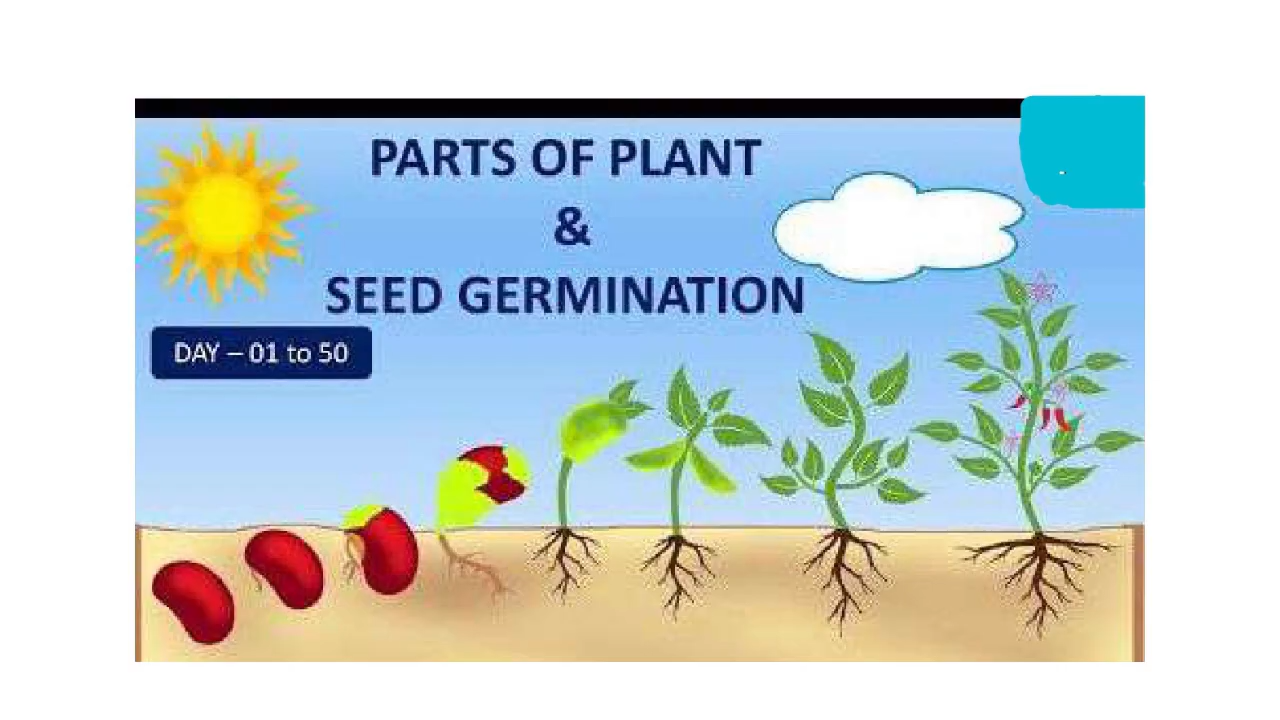 PARTS OF PLANT
&
SEED GERMINATION
DAY – 01 to 50